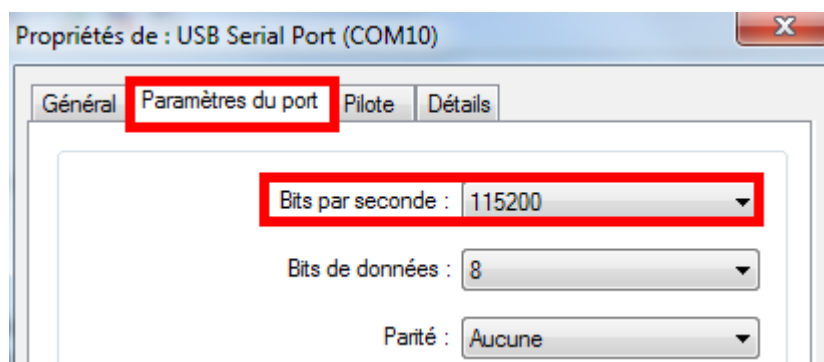 Propriétés de : USB Serial Port (COM10)
Général Paramètres du port Pilote Détails
Bits par seconde : 115200
Bits de données : 8
Parité : Aucune